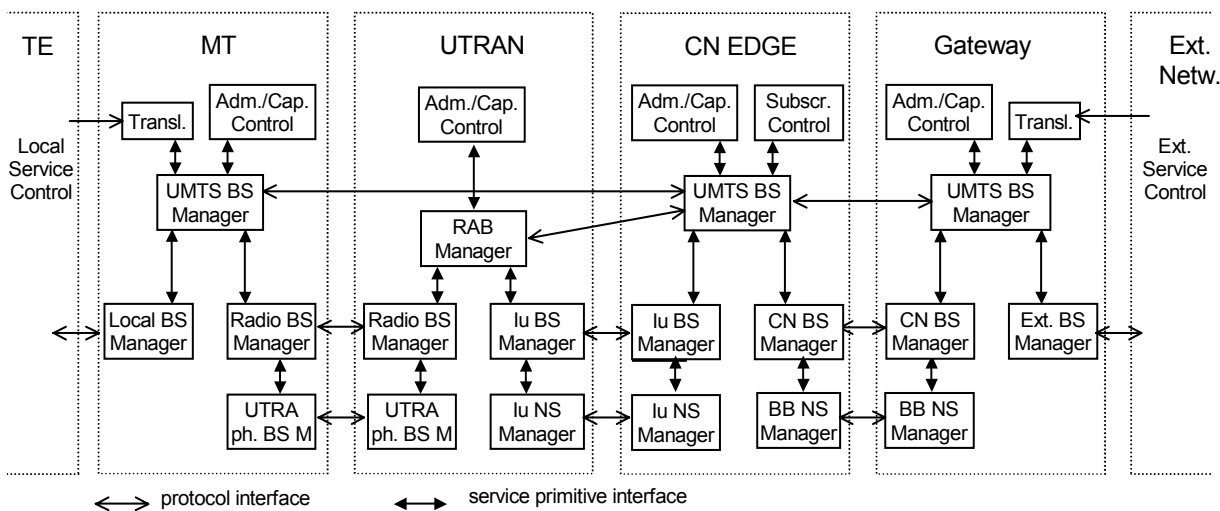 TE
MT
UTRAN
CN EDGE
Gateway
Ext.
Netw.
Transl.
Adm./Cap.
Control
Adm./Cap.
Control
Adm./Cap.
Control
Subscr.
Control
Adm./Cap.
Control
Transl.
Local
Service
Control
Ext.
Service
Control
UMTS BS
Manager
UMTS BS
Manager
UMTS BS
Manager
RAB
Manager
Local BS
Manager
Radio BS
Manager
Radio BS
Manager
Iu BS
Manager
Iu BS
Manager
CN BS
Manager
CN BS
Manager
Ext. BS
Manager
UTRA
ph. BS M
UTRA
ph. BS M
Iu NS
Manager
Iu NS
Manager
BB NS
Manager
BB NS
Manager
protocol interface
service primitive interface